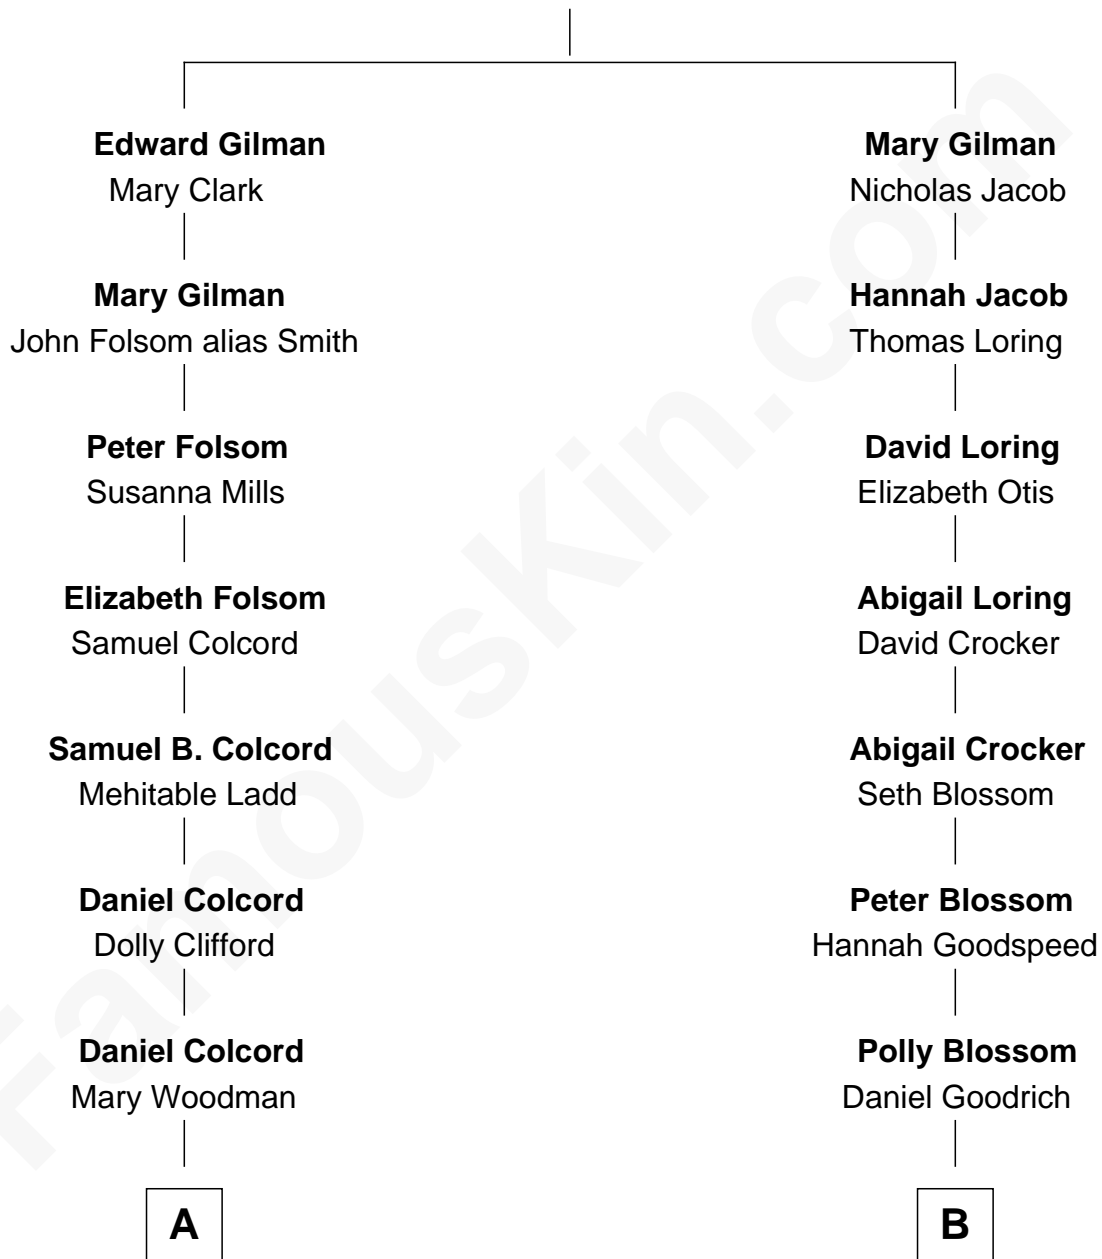 Edward Gilman
Mary Clark
Mary Gilman
John Folsom alias Smith
Peter Folsom
Susanna Mills
Elizabeth Folsom
Samuel Colcord
Samuel B. Colcord
Mehitable Ladd
Daniel Colcord
Dolly Clifford
Daniel Colcord
Mary Woodman
A
Mary Gilman
Nicholas Jacob
Hannah Jacob
Thomas Loring
David Loring
Elizabeth Otis
Abigail Loring
David Crocker
Abigail Crocker
Seth Blossom
Peter Blossom
Hannah Goodspeed
Polly Blossom
Daniel Goodrich
B
FamousKin.com